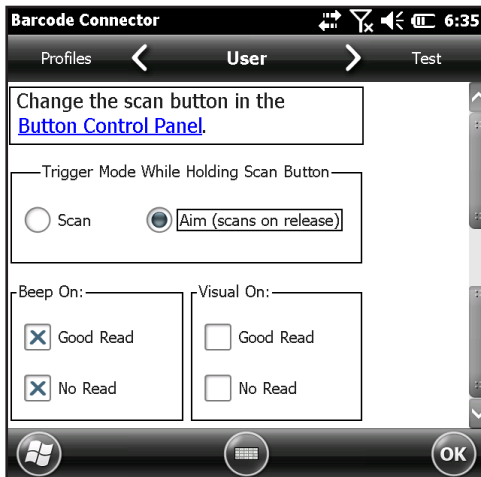 Barcode Connector 6:35
Profiles User Test
Change the scan button in the
Button Control Panel.
Trigger Mode While Holding Scan Button
Scan Aim (scans on release)
Beep On: Visual On:
Good Read Good Read
No Read No Read
OK